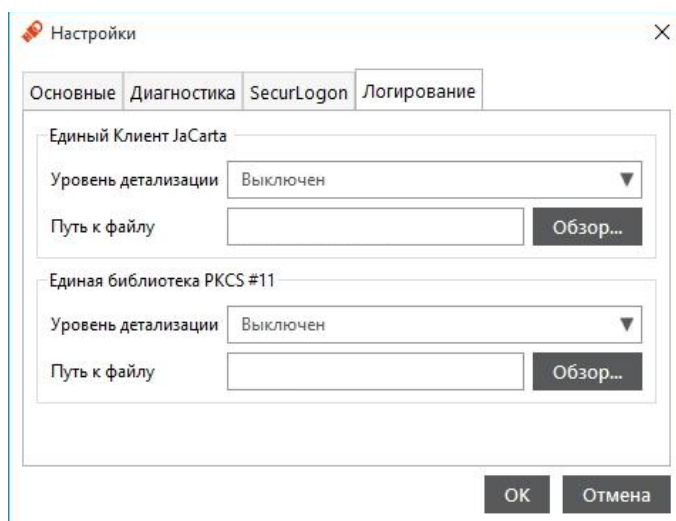 Настройки
Основные Диагностика SecurLogon Логирование
Единый Клиент JaCarta
Уровень детализации Выключен
Путь к файлу Обзор...
Единая библиотека PKCS #11
Уровень детализации Выключен
Путь к файлу Обзор...
ОК Отмена